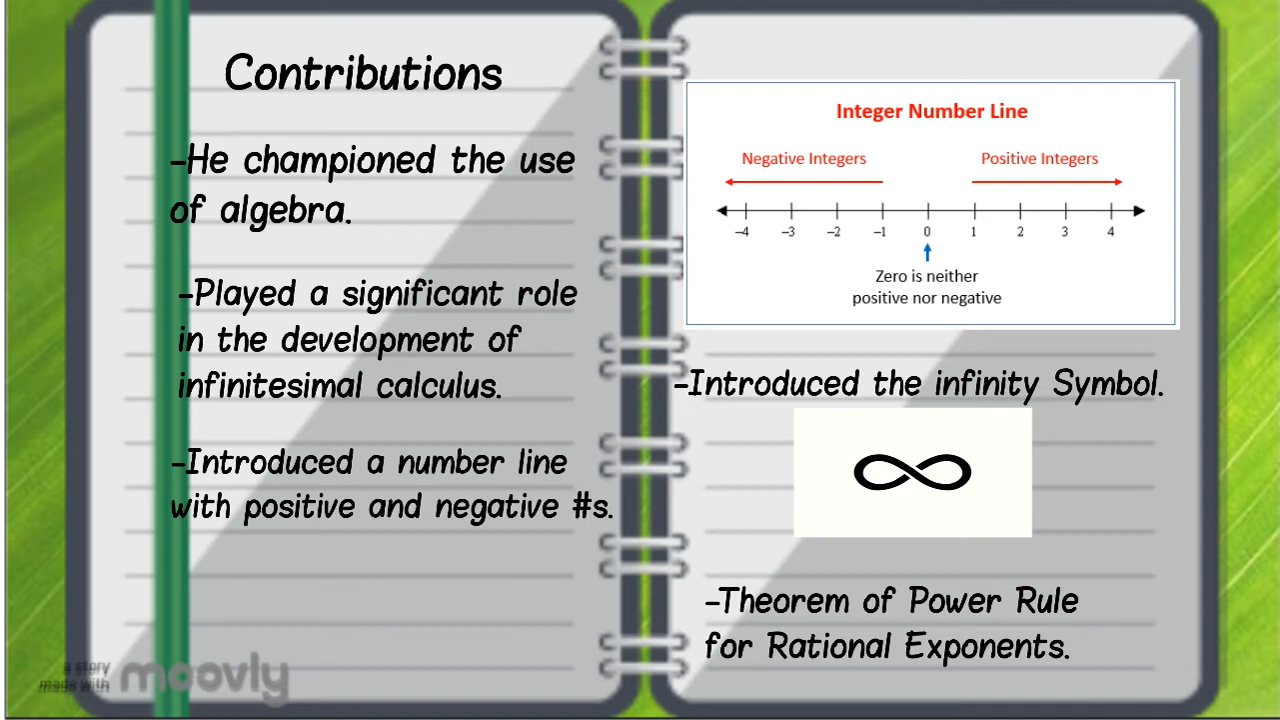 Contributions
-He championed the use
of algebra.
-Played a significant role
in the development of
infinitesimal calculus.
-Introduced a number line
with positive and negative #s.
Integer Number Line
Negative Integers
Positive Integers
-4 -3 -2 -1 0 1 2 3 4
Zero is neither
positive nor negative
-Introduced the infinity Symbol.
∞
-Theorem of Power Rule
for Rational Exponents.
a story
made with
moovly